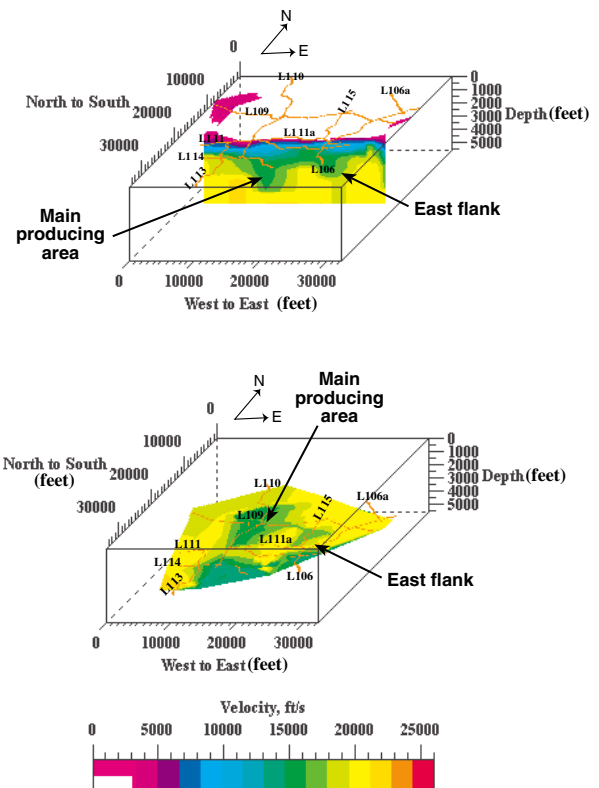 N
E
0
10000
North to South
20000
30000
0
1000
2000
3000
Depth (feet)
4000
5000
L110
L106a
L115
L109
L111a
L111
L114
L106
L113
East flank
Main
producing
area
0 10000 20000 30000
West to East (feet)
N
E
Main
producing
area
0
10000
North to South
(feet)
20000
30000
0
1000
2000
3000
Depth (feet)
4000
5000
L110
L106a
L115
L109
L111a
L111
L114
L106
L113
East flank
0 10000 20000 30000
West to East (feet)
Velocity, ft/s
0 5000 10000 15000 20000 25000